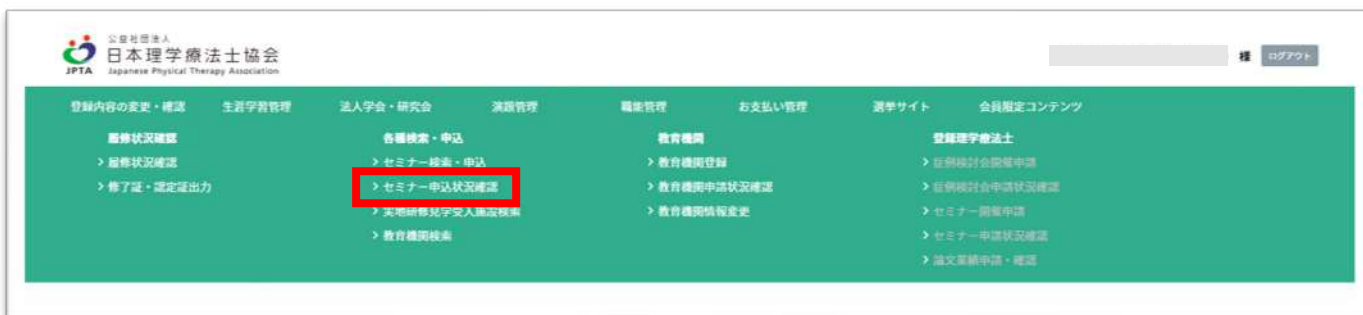 公益社団法人
日本理学療法士協会
JPTA Japanese Physical Therapy Association
様 ログアウト
登録内容の変更・確認 生涯学習管理 法人学会・研究会 演題管理 職能管理 お支払い管理 選挙サイト 会員限定コンテンツ
履修状況確認 各種検索・申込 教育機関 登録理学療法士
> 履修状況確認 > セミナー検索・申込 > 教育機関登録 > 症例検討会開催申請
> 修了証・認定証出力 > セミナー申込状況確認 > 教育機関申請状況確認 > 症例検討会申請状況確認
> 実地研修見学受入施設検索 > 教育機関情報変更 > セミナー開催申請
> 教育機関検索 > セミナー申請状況確認
> 論文業績申請・確認